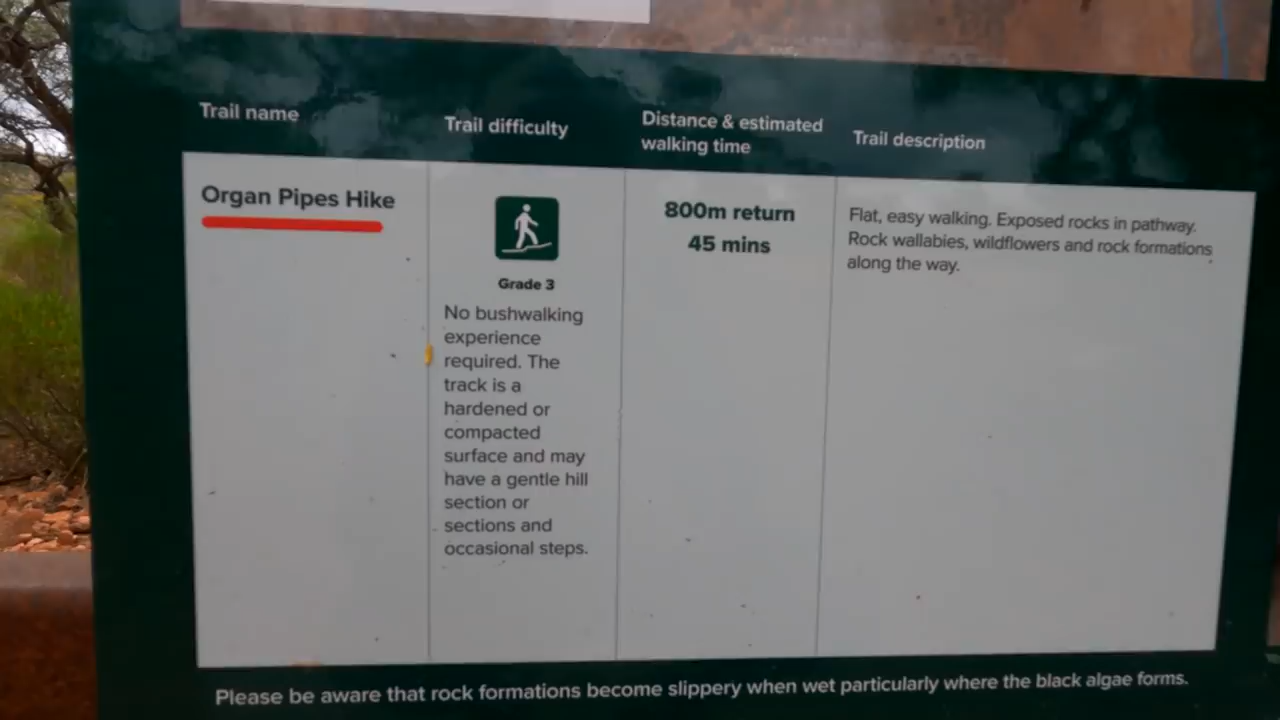 Trail name
Trail difficulty
Distance & estimated
walking time
Trail description
Organ Pipes Hike
Grade 3
No bushwalking
experience
required. The
track is a
hardened or
compacted
surface and may
have a gentle hill
section or
sections and
occasional steps.
800m return
45 mins
Flat, easy walking. Exposed rocks in pathway.
Rock wallabies, wildflowers and rock formations
along the way.
Please be aware that rock formations become slippery when wet particularly where the black algae forms.